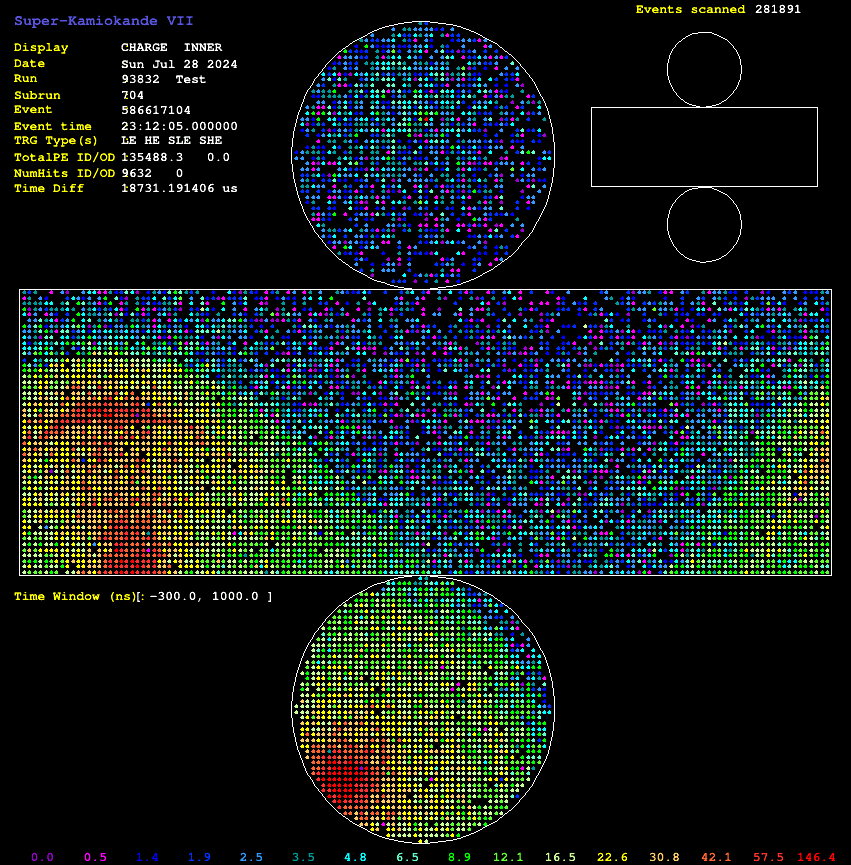 Super-Kamiokande VII
Events scanned 281891
Display CHARGE INNER
Date Sun Jul 28 2024
Run 93832 Test
Subrun 704
Event 586617104
Event time 23:12:05.000000
TRG Type(s) LE HE SLE SHE
TotalPE ID/OD 135488.3 0.0
NumHits ID/OD 9632 0
Time Diff 18731.191406 us
Time Window (ns)[: −300.0, 1000.0 ]
0.0 0.5 1.4 1.9 2.5 3.5 4.8 6.5 8.9 12.1 16.5 22.6 30.8 42.1 57.5 146.4